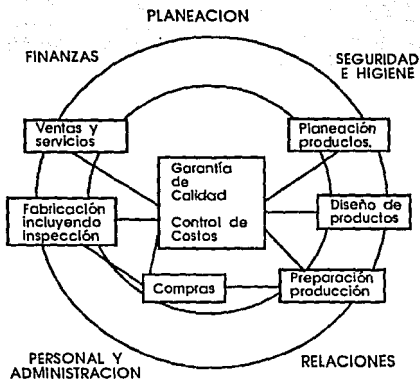 PLANEACION
FINANZAS
SEGURIDAD
E HIGIENE
Ventas y
servicios
Planeación
productos.
Garantía
de
Calidad
Control de
Costos
Fabricación
incluyendo
inspección
Diseño de
productos
Compras
Preparación
producción
PERSONAL Y
ADMINISTRACION
RELACIONES